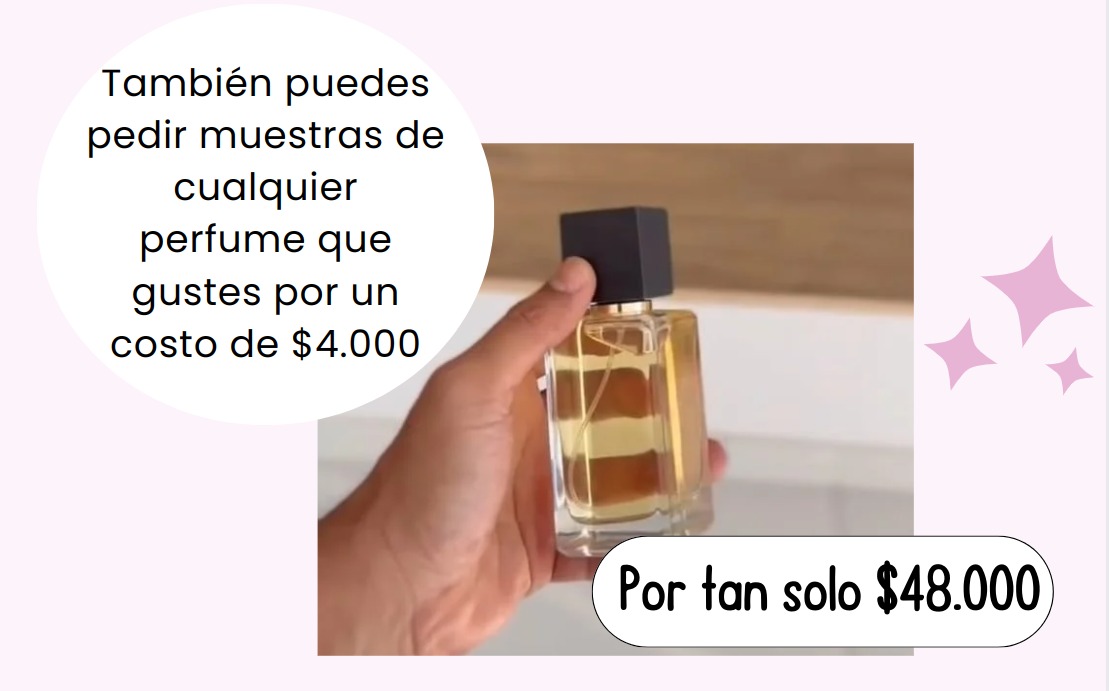 También puedes
pedir muestras de
cualquier
perfume que
gustes por un
costo de $4.000
Por tan solo $48.000